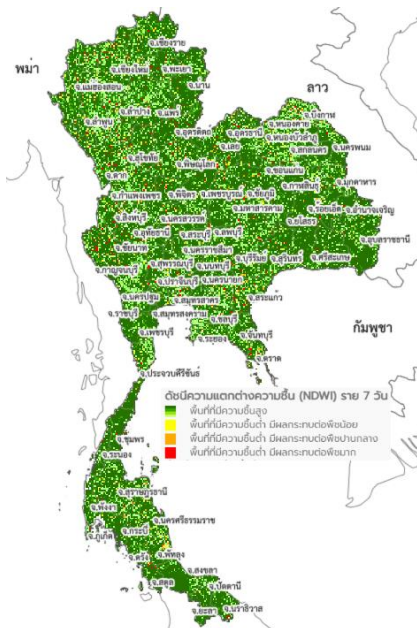 จ.เชียงราย
พม่า
จ.เชียงใหม่
จ.พะเยา
ลาว
จ.แม่ฮ่องสอน
จ.น่าน
จ.ลำปาง
จ.แพร่
จ.ลำพูน
จ.บึงกาฬ
จ.อุตรดิตถ์
จ.อุดรธานี
จ.หนองคาย
จ.หนองบัวลำภู
จ.เลย
จ.สกลนคร
จ.นครพนม
จ.สุโขทัย
จ.พิษณุโลก
จ.ขอนแก่น
จ.ตาก
จ.กาฬสินธุ์
จ.มุกดาหาร
จ.กำแพงเพชร
จ.พิจิตร
จ.เพชรบูรณ์
จ.ชัยภูมิ
จ.มหาสารคาม
จ.ร้อยเอ็ด
จ.อำนาจเจริญ
จ.สิงห์บุรี
จ.นครสวรรค์
จ.ยโสธร
จ.อุทัยธานี
จ.สระบุรี
จ.ลพบุรี
จ.อุบลราชธานี
จ.ชัยนาท
จ.นครราชสีมา
จ.บุรีรัมย์
จ.สุรินทร์
จ.ศรีสะเกษ
จ.กาญจนบุรี
จ.สุพรรณบุรี
จ.นนทบุรี
จ.ปราจีนบุรี
จ.นครนายก
จ.นครปฐม
จ.สมุทรสาคร
จ.สระแก้ว
จ.ราชบุรี
จ.สมุทรสงคราม
จ.ชลบุรี
กัมพูชา
จ.เพชรบุรี
จ.ระยอง
จ.จันทบุรี
จ.ตราด
จ.ประจวบคีรีขันธ์
ดัชนีความแตกต่างความชื้น (NDWI) ราย 7 วัน
พื้นที่ที่มีความชื้นสูง
พื้นที่ที่มีความชื้นต่ำ มีผลกระทบต่อพืชน้อย
พื้นที่ที่มีความชื้นต่ำ มีผลกระทบต่อพืชปานกลาง
พื้นที่ที่มีความชื้นต่ำ มีผลกระทบต่อพืชมาก
จ.ชุมพร
จ.ระนอง
จ.สุราษฎร์ธานี
จ.พังงา
จ.นครศรีธรรมราช
จ.กระบี่
จ.ภูเก็ต
จ.ตรัง
จ.พัทลุง
จ.สงขลา
จ.สตูล
จ.ปัตตานี
จ.ยะลา
จ.นราธิวาส